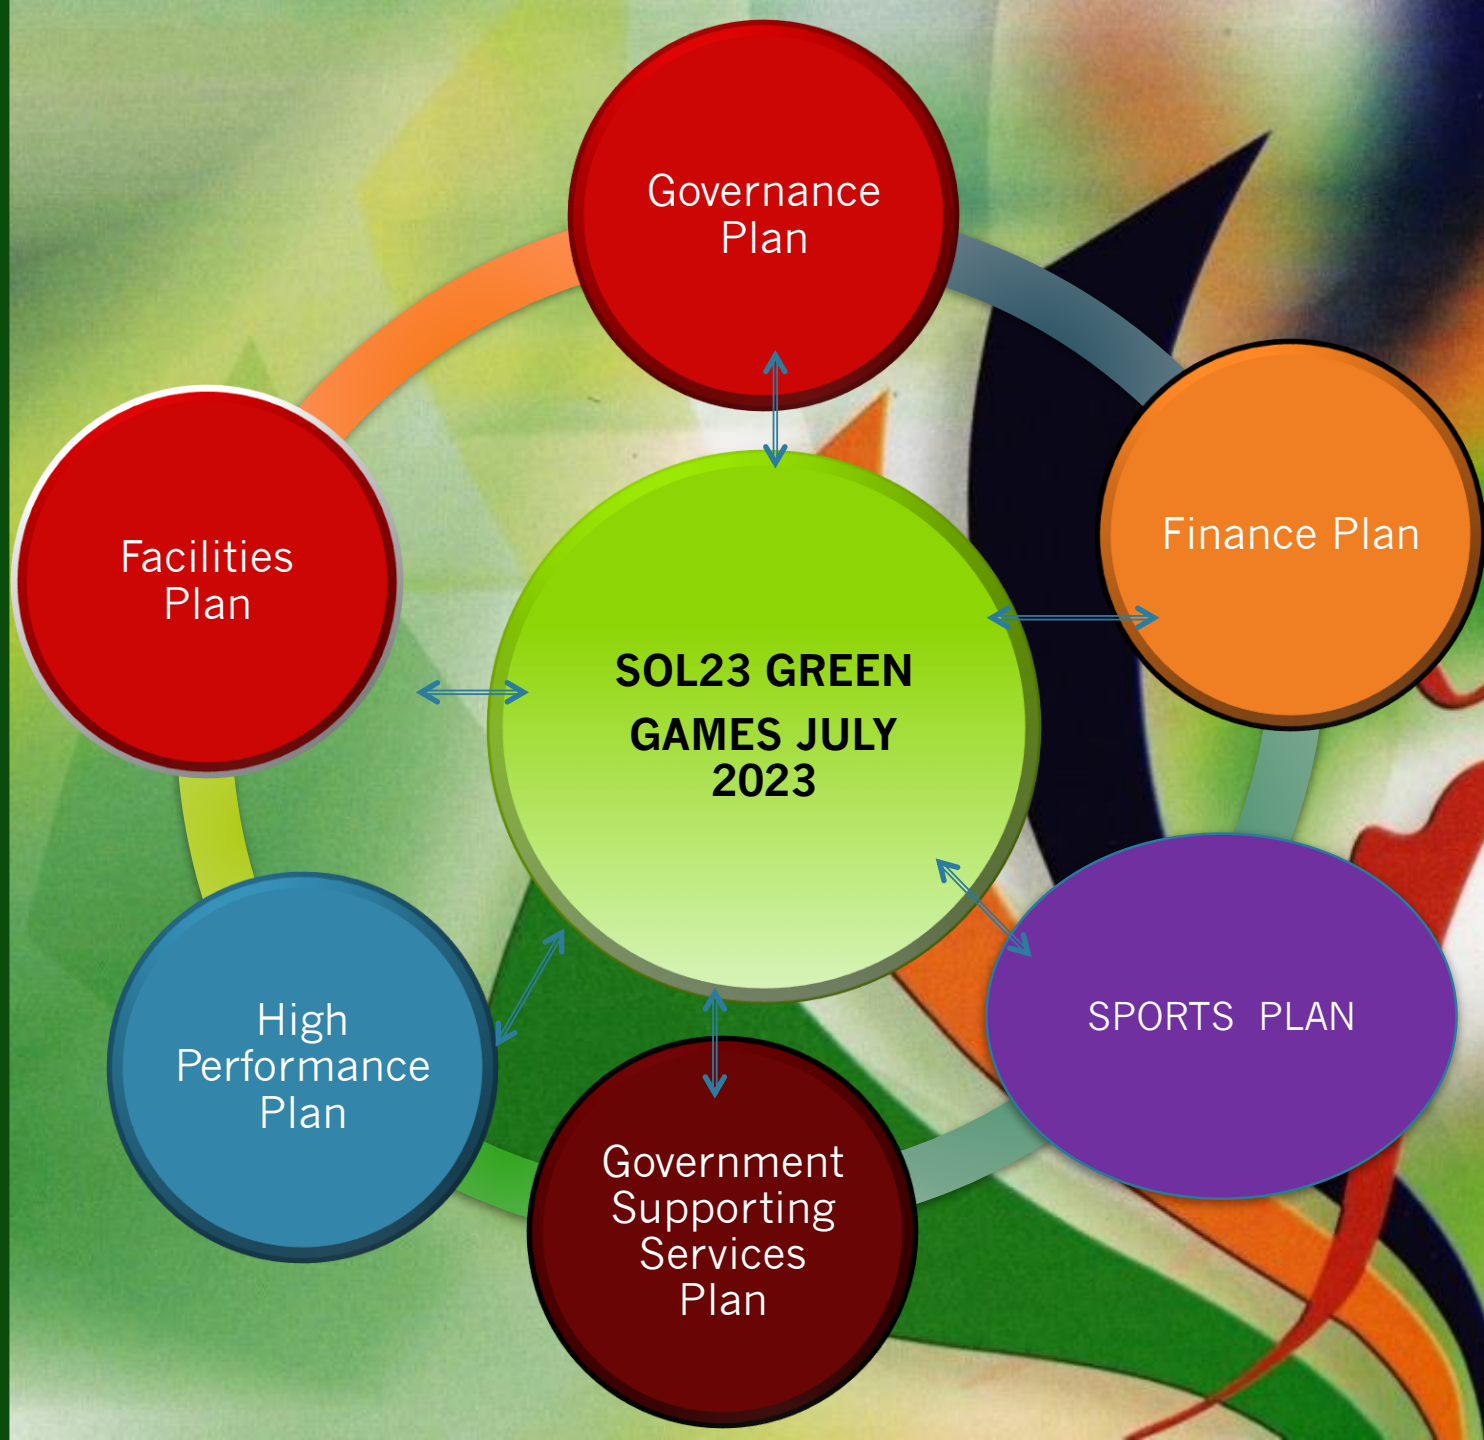 Governance
Plan
Finance Plan
Facilities
Plan
SOL23 GREEN
GAMES JULY
2023
SPORTS PLAN
High
Performance
Plan
Government
Supporting
Services
Plan